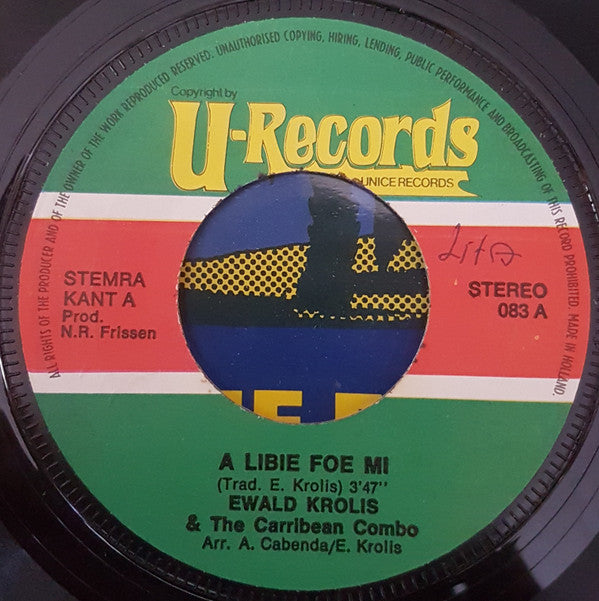 ALL RIGHTS OF THE PRODUCER AND OF THE OWNER OF THE WORK REPRODUCED RESERVED. UNAUTHORISED COPYING, HIRING, LENDING, PUBLIC PERFORMANCE AND BROADCASTING OF THIS RECORD PROHIBITED. MADE IN HOLLAND.
Copyright by
U-Records
UNICE RECORDS
STEMRA
KANT A
Prod.
N.R. Frissen
STEREO
083 A
A LIBIE FOE MI
(Trad. E. Krolis) 3'47"
EWALD KROLIS
& The Carribean Combo
Arr. A. Cabenda/E. Krolis